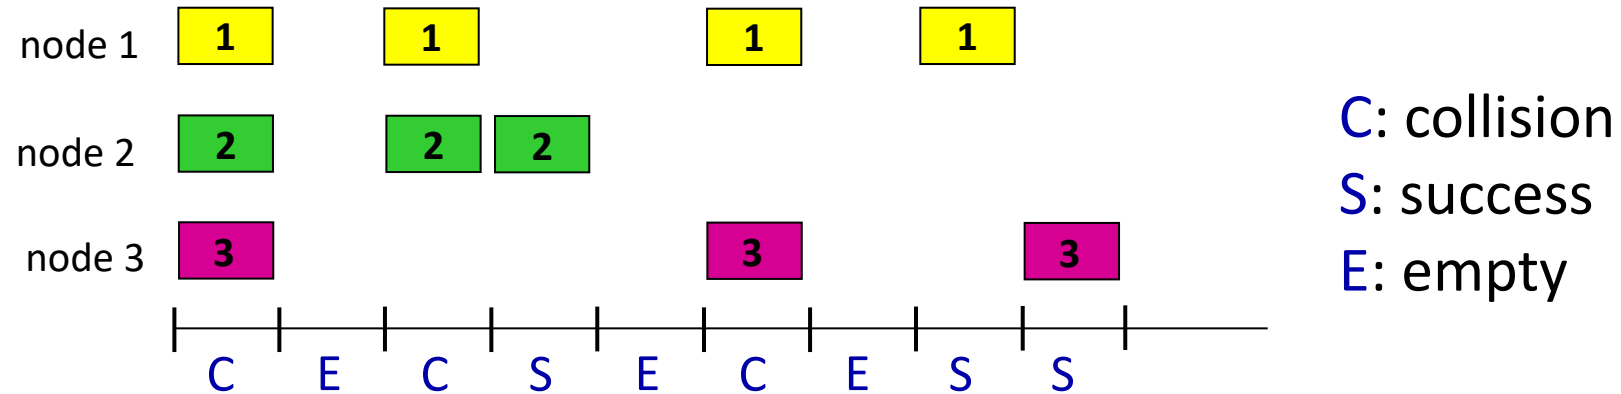 node 1 1 1 1 1
node 2 2 2 2
node 3 3 3 3
C E C S E C E S S
C: collision
S: success
E: empty